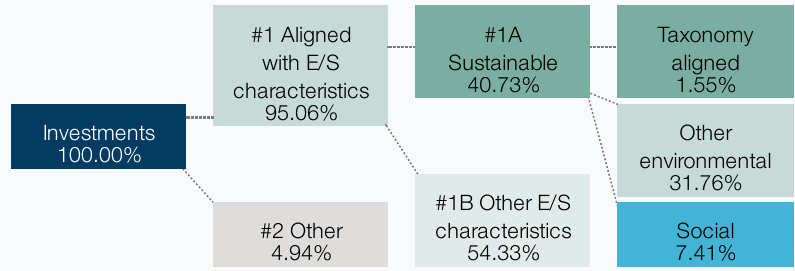 Investments
100.00%
#1 Aligned
with E/S
characteristics
95.06%
#2 Other
4.94%
#1A
Sustainable
40.73%
#1B Other E/S
characteristics
54.33%
Taxonomy
aligned
1.55%
Other
environmental
31.76%
Social
7.41%